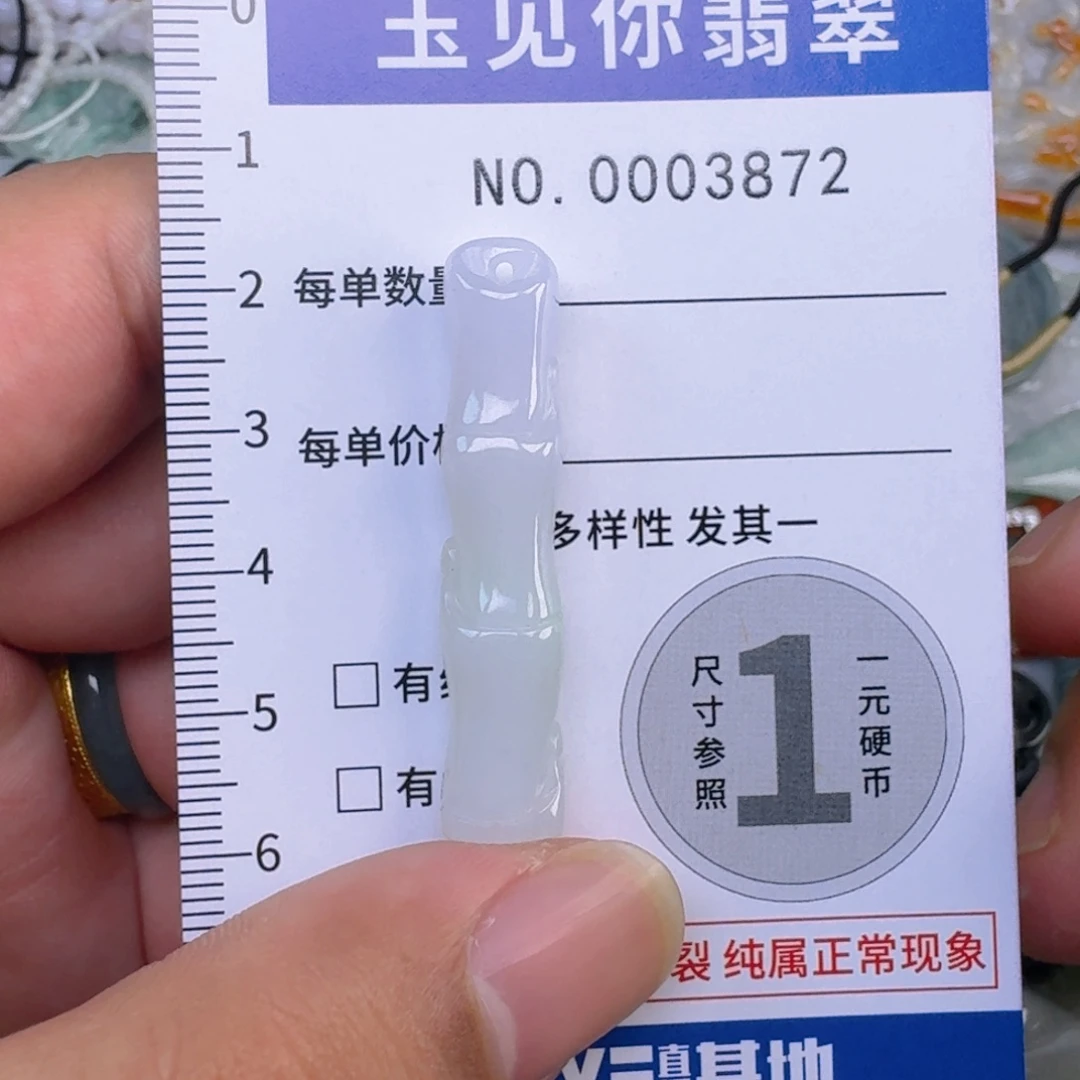 0
玉见你翡翠
1
NO. 0003872
2
每单数量
3
每单价
多样性 发其一
4
尺寸参照
1
一元硬币
5
□ 有
□ 有
6
裂 纯属正常现象
基地